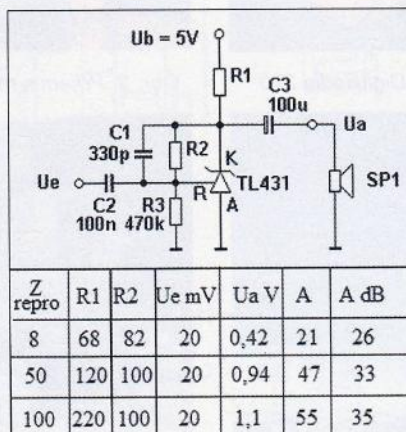 Ub = 5V
R1
C3
100u
Ua
C1
330p
R2
K
TL431
SP1
Ue
R
A
C2
100n
R3
470k
Z repro R1 R2 Ue mV Ua V A A dB
8 68 82 20 0,42 21 26
50 120 100 20 0,94 47 33
100 220 100 20 1,1 55 35